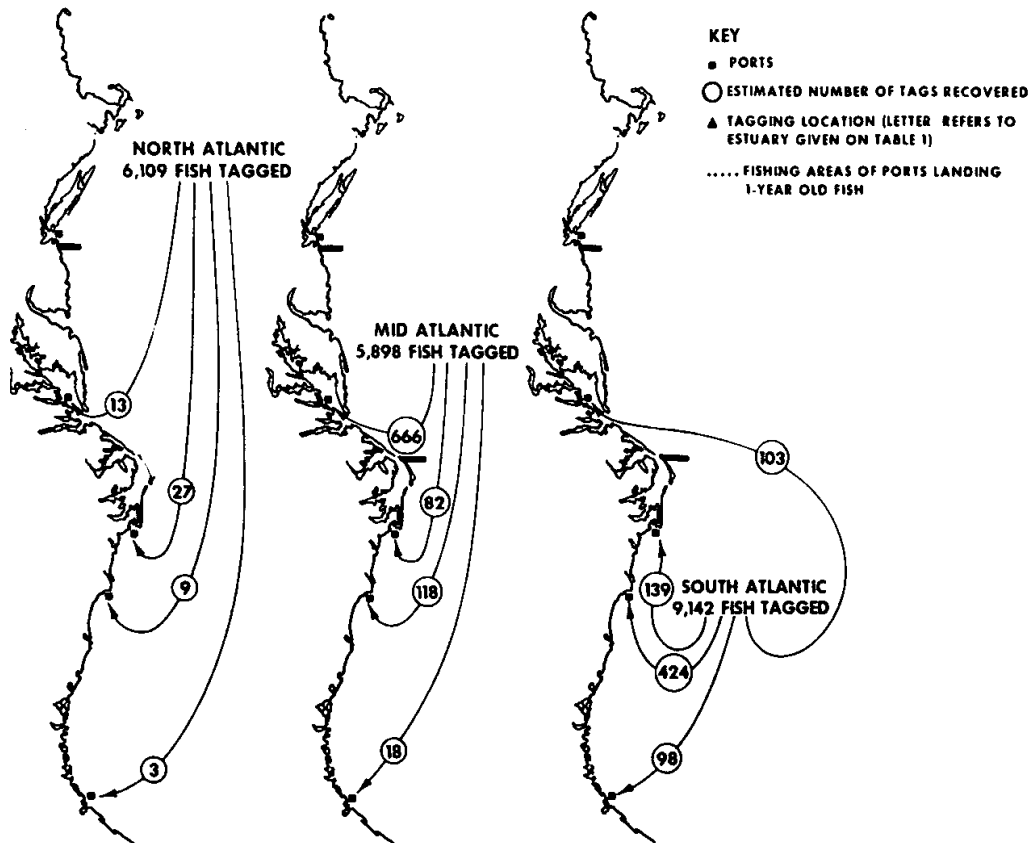 KEY
PORTS
ESTIMATED NUMBER OF TAGS RECOVERED
TAGGING LOCATION (LETTER REFERS TO
ESTUARY GIVEN ON TABLE 1)
..... FISHING AREAS OF PORTS LANDING
1-YEAR OLD FISH
NORTH ATLANTIC
6,109 FISH TAGGED
13
27
9
3
MID ATLANTIC
5,898 FISH TAGGED
666
82
118
18
103
SOUTH ATLANTIC
9,142 FISH TAGGED
139
424
98